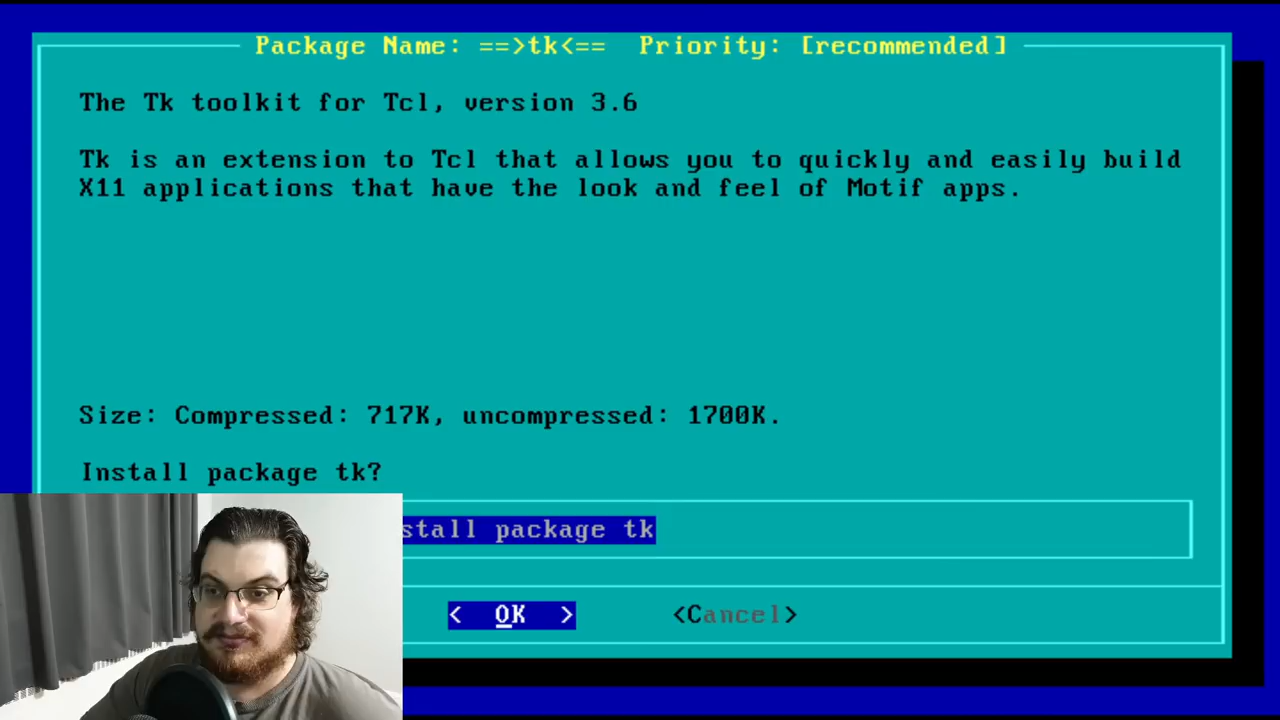 Package Name: ==>tk<==  Priority: [recommended]
The Tk toolkit for Tcl, version 3.6
Tk is an extension to Tcl that allows you to quickly and easily build
X11 applications that have the look and feel of Motif apps.
Size: Compressed: 717K, uncompressed: 1700K.
Install package tk?
stall package tk
< OK > <Cancel>